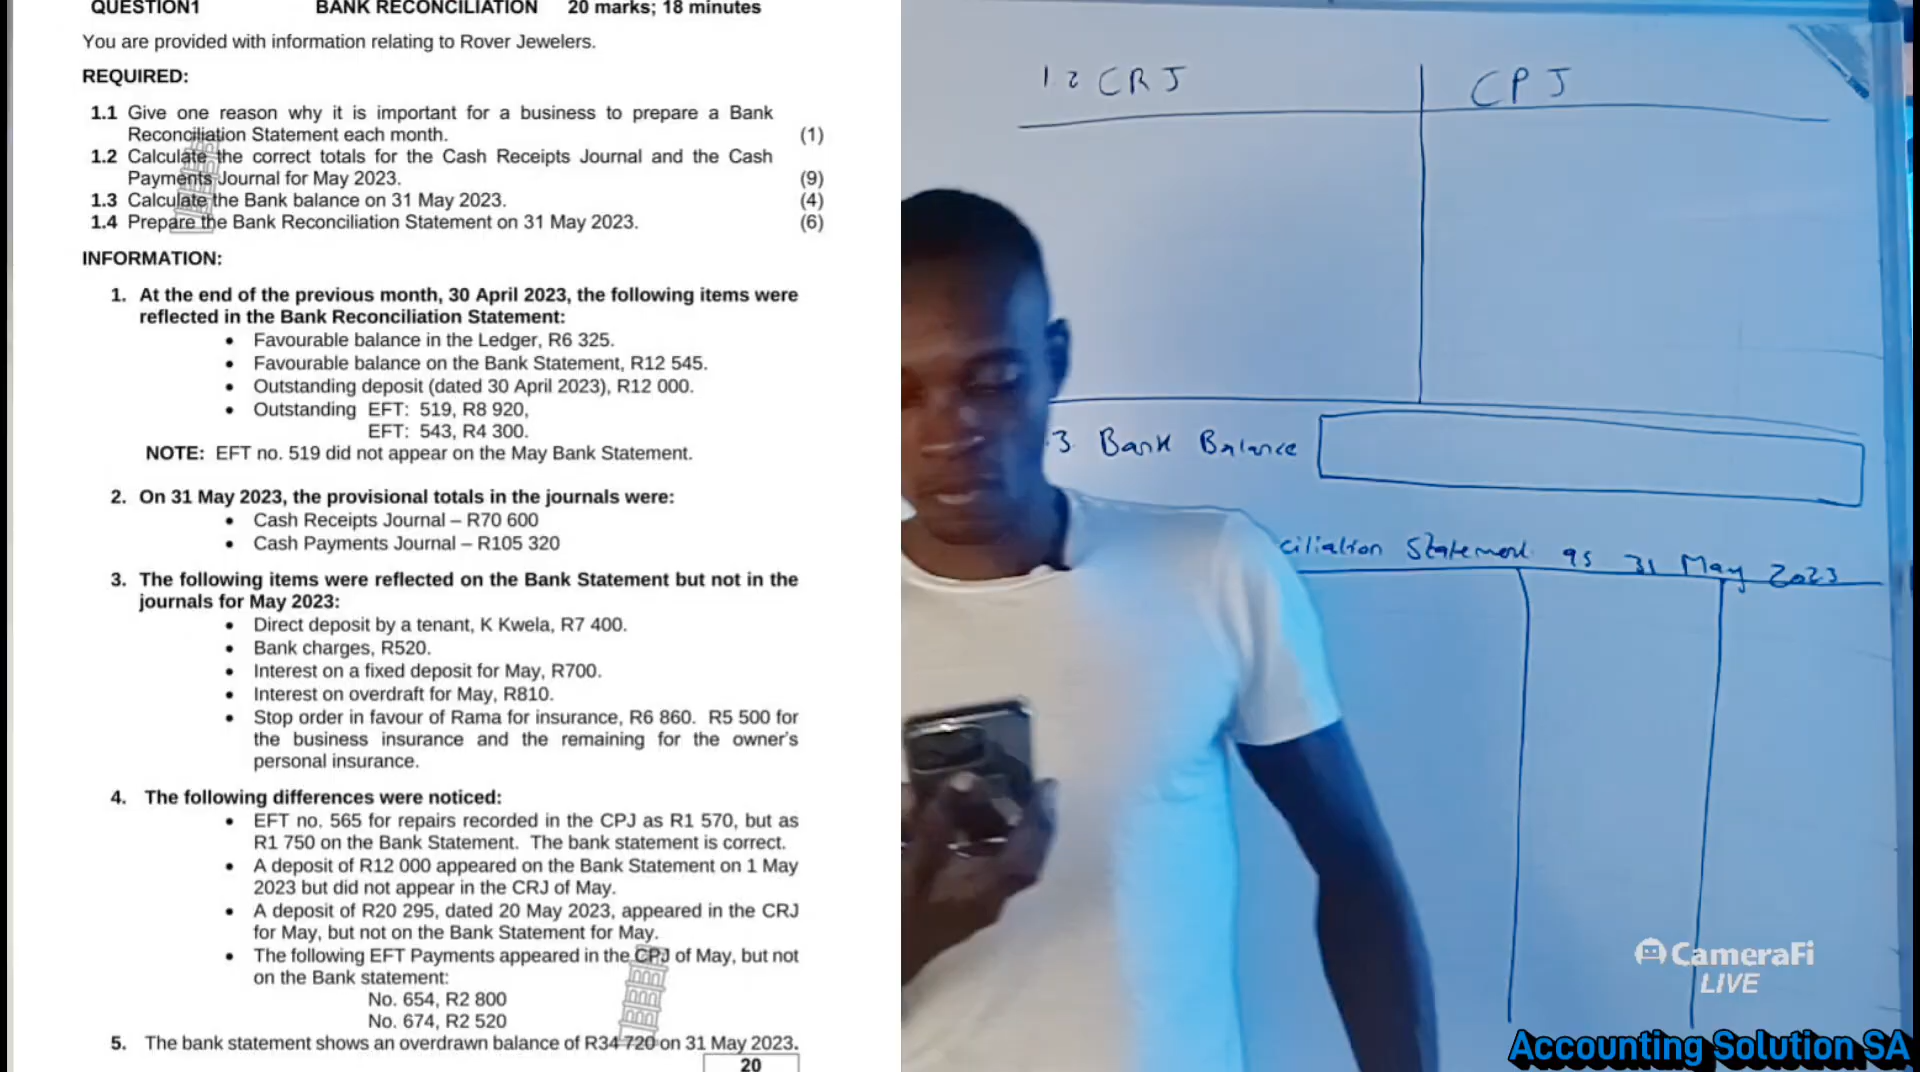 QUESTION1 BANK RECONCILIATION 20 marks; 18 minutes
You are provided with information relating to Rover Jewelers.
REQUIRED:
1.1 Give one reason why it is important for a business to prepare a Bank
Reconciliation Statement each month. (1)
1.2 Calculate the correct totals for the Cash Receipts Journal and the Cash
Payments Journal for May 2023. (9)
1.3 Calculate the Bank balance on 31 May 2023. (4)
1.4 Prepare the Bank Reconciliation Statement on 31 May 2023. (6)
INFORMATION:
1. At the end of the previous month, 30 April 2023, the following items were
reflected in the Bank Reconciliation Statement:
• Favourable balance in the Ledger, R6 325.
• Favourable balance on the Bank Statement, R12 545.
• Outstanding deposit (dated 30 April 2023), R12 000.
• Outstanding EFT: 519, R8 920,
EFT: 543, R4 300.
NOTE: EFT no. 519 did not appear on the May Bank Statement.
2. On 31 May 2023, the provisional totals in the journals were:
• Cash Receipts Journal – R70 600
• Cash Payments Journal – R105 320
3. The following items were reflected on the Bank Statement but not in the
journals for May 2023:
• Direct deposit by a tenant, K Kwela, R7 400.
• Bank charges, R520.
• Interest on a fixed deposit for May, R700.
• Interest on overdraft for May, R810.
• Stop order in favour of Rama for insurance, R6 860. R5 500 for
the business insurance and the remaining for the owner's
personal insurance.
4. The following differences were noticed:
• EFT no. 565 for repairs recorded in the CPJ as R1 570, but as
R1 750 on the Bank Statement. The bank statement is correct.
• A deposit of R12 000 appeared on the Bank Statement on 1 May
2023 but did not appear in the CRJ of May.
• A deposit of R20 295, dated 20 May 2023, appeared in the CRJ
for May, but not on the Bank Statement for May.
• The following EFT Payments appeared in the CPJ of May, but not
on the Bank statement:
No. 654, R2 800
No. 674, R2 520
5. The bank statement shows an overdrawn balance of R34 720 on 31 May 2023.
20
1.2 CRJ CPJ
.3. Bank Balance
ciliation Statement as 31 May 2023
CameraFi
LIVE
Accounting Solution SA